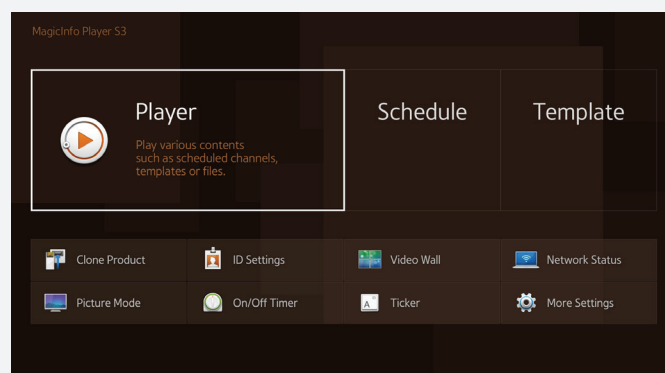 MagicInfo Player S3
Player
Play various contents
such as scheduled channels,
templates or files.
Schedule
Template
Clone Product
ID Settings
Video Wall
Network Status
Picture Mode
On/Off Timer
A
Ticker
More Settings